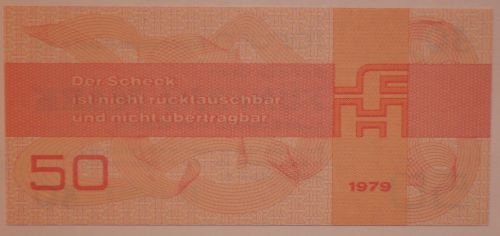 Der Scheck
ist nicht rücktauschbar
und nicht übertragbar.
50
1979